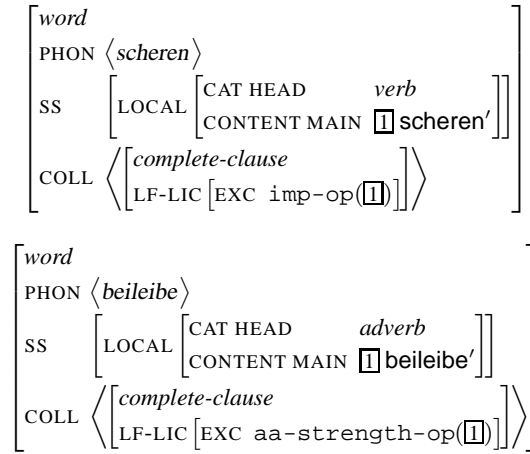 word
PHON ⟨scheren⟩
SS [LOCAL [CAT HEAD verb
CONTENT MAIN [1] scheren′]]
COLL ⟨[complete-clause
LF-LIC [EXC imp-op([1])]]⟩
word
PHON ⟨beileibe⟩
SS [LOCAL [CAT HEAD adverb
CONTENT MAIN [1] beileibe′]]
COLL ⟨[complete-clause
LF-LIC [EXC aa-strength-op([1])]]⟩